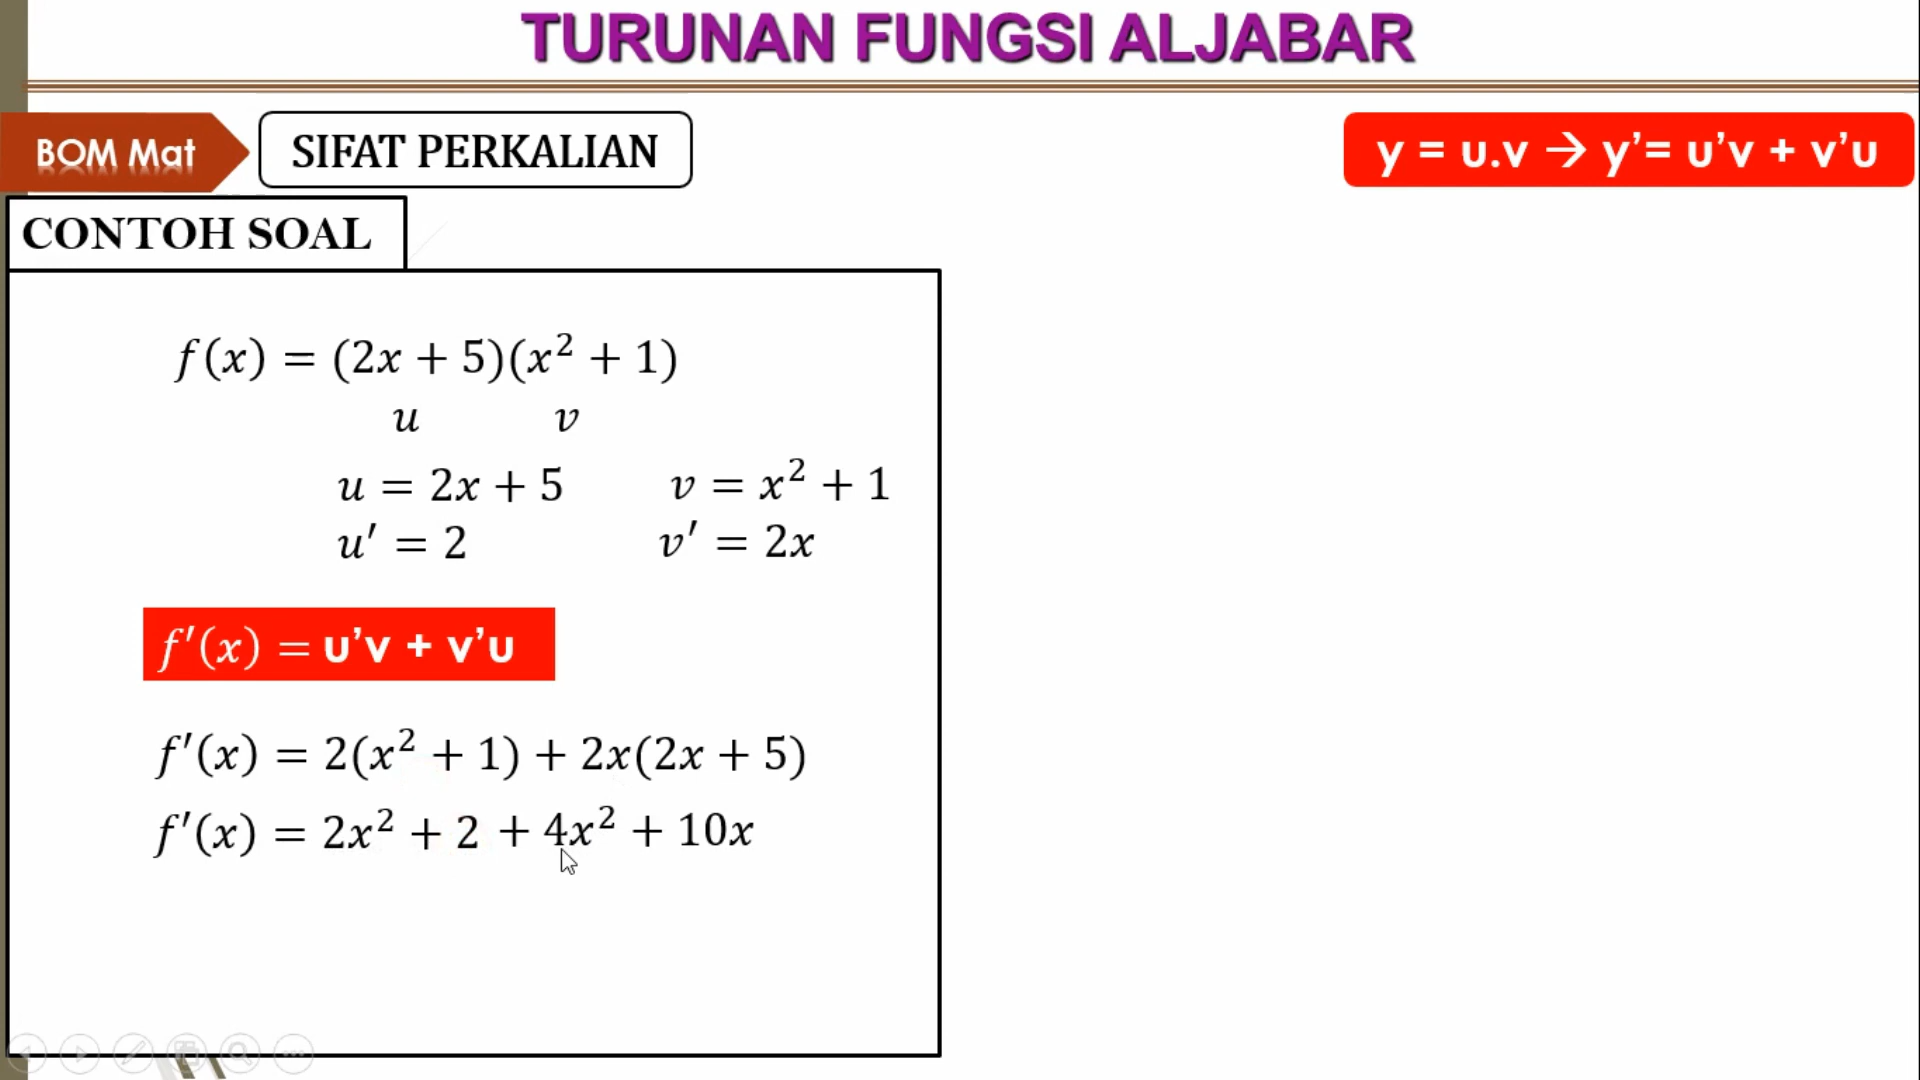 TURUNAN FUNGSI ALJABAR
BOM Mat
SIFAT PERKALIAN
y = u.v → y’= u’v + v’u
CONTOH SOAL
f(x) = (2x + 5)(x² + 1)
u v
u = 2x + 5 v = x² + 1
u′ = 2 v′ = 2x
f′(x) = u’v + v’u
f′(x) = 2(x² + 1) + 2x(2x + 5)
f′(x) = 2x² + 2 + 4x² + 10x